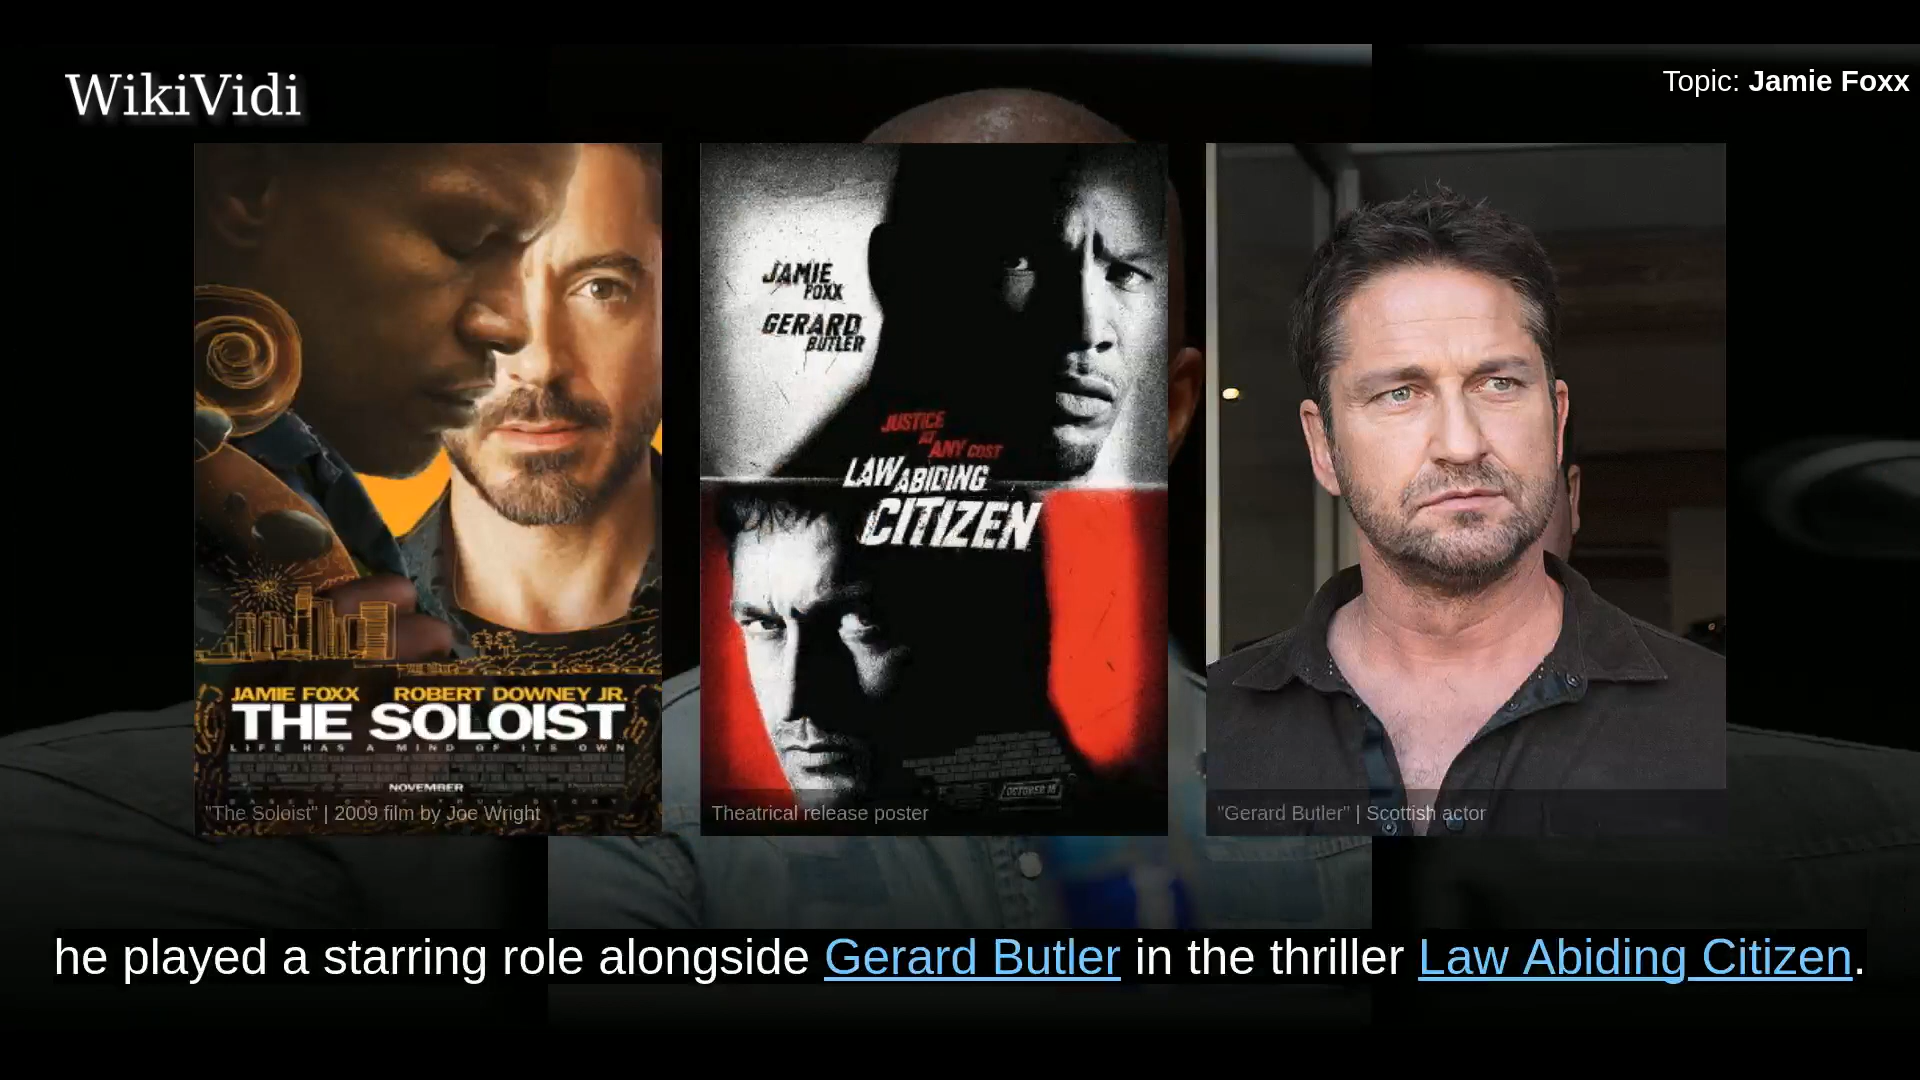 WikiVidi
Topic: Jamie Foxx
JAMIE FOXX ROBERT DOWNEY JR.
THE SOLOIST
LIFE HAS A MIND OF ITS OWN
NOVEMBER
"The Soloist" | 2009 film by Joe Wright
JAMIE
FOXX
GERARD
BUTLER
JUSTICE
AT
ANY COST
LAW ABIDING
CITIZEN
OCTOBER 16
Theatrical release poster
"Gerard Butler" | Scottish actor
he played a starring role alongside Gerard Butler in the thriller Law Abiding Citizen.